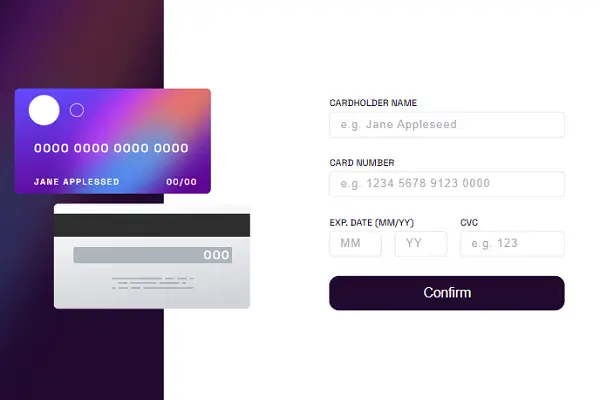 0000 0000 0000 0000
JANE APPLESSED 00/00
000
CARDHOLDER NAME
e.g. Jane Appleseed
CARD NUMBER
e.g. 1234 5678 9123 0000
EXP. DATE (MM/YY) CVC
MM YY e.g. 123
Confirm